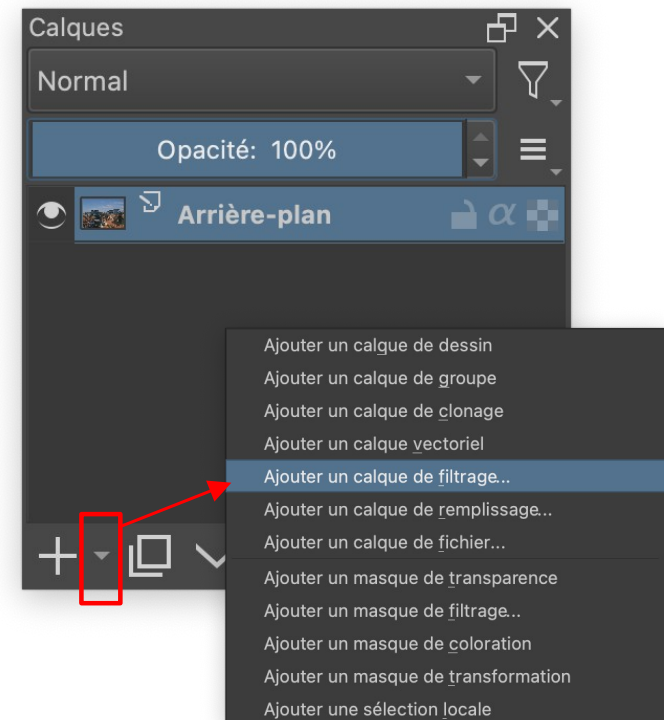 Calques
Normal
Opacité: 100%
Arrière-plan
α
Ajouter un calque de dessin
Ajouter un calque de groupe
Ajouter un calque de clonage
Ajouter un calque vectoriel
Ajouter un calque de filtrage...
Ajouter un calque de remplissage...
Ajouter un calque de fichier...
Ajouter un masque de transparence
Ajouter un masque de filtrage...
Ajouter un masque de coloration
Ajouter un masque de transformation
Ajouter une sélection locale